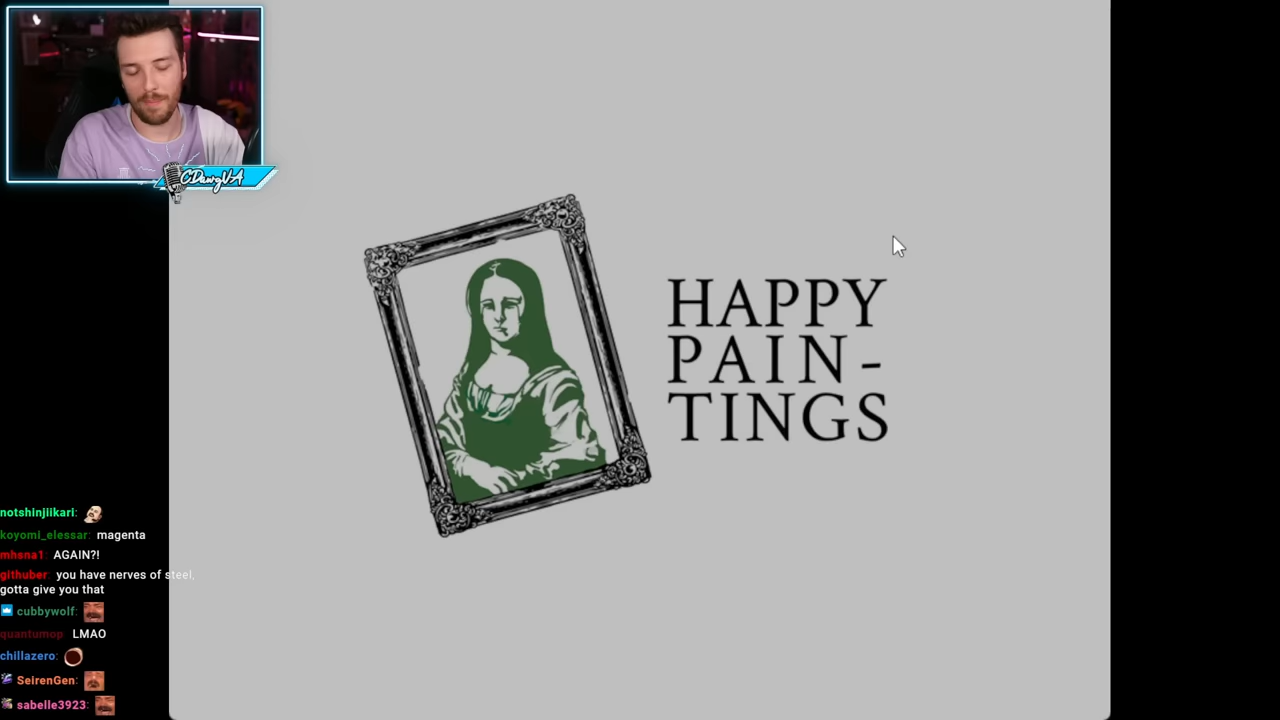 CDawgVA
HAPPY
PAIN-
TINGS
notshinjiikari:
koyomi_elessar: magenta
mhsna1: AGAIN?!
githuber: you have nerves of steel,
gotta give you that
cubbywolf:
quantumop: LMAO
chillazero:
SeirenGen:
sabelle3923: